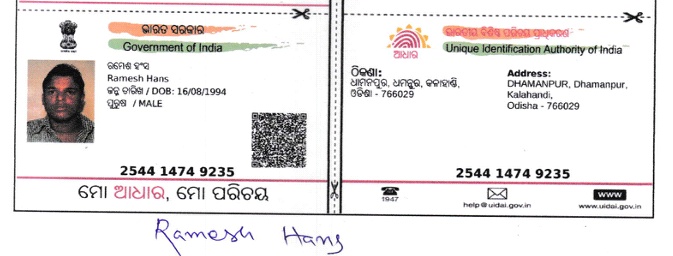 ଭାରତ ସରକାର
Government of India
ରମେଶ ହଂସ
Ramesh Hans
ଜନ୍ମ ତାରିଖ / DOB: 16/08/1994
ପୁରୁଷ / MALE
2544 1474 9235
ମୋ ଆଧାର, ମୋ ପରିଚୟ
ଭାରତୀୟ ବିଶିଷ୍ଟ ପରିଚୟ ପ୍ରାଧିକରଣ
Unique Identification Authority of India
ଠିକଣା:
ଧାମନପୁର, ଧାମନ୍ପୁର, କଳାହାଣ୍ଡି,
ଓଡିଶା - 766029
Address:
DHAMANPUR, Dhamanpur,
Kalahandi,
Odisha - 766029
2544 1474 9235
1947
help@uidai.gov.in
www
www.uidai.gov.in
Ramesh Hans